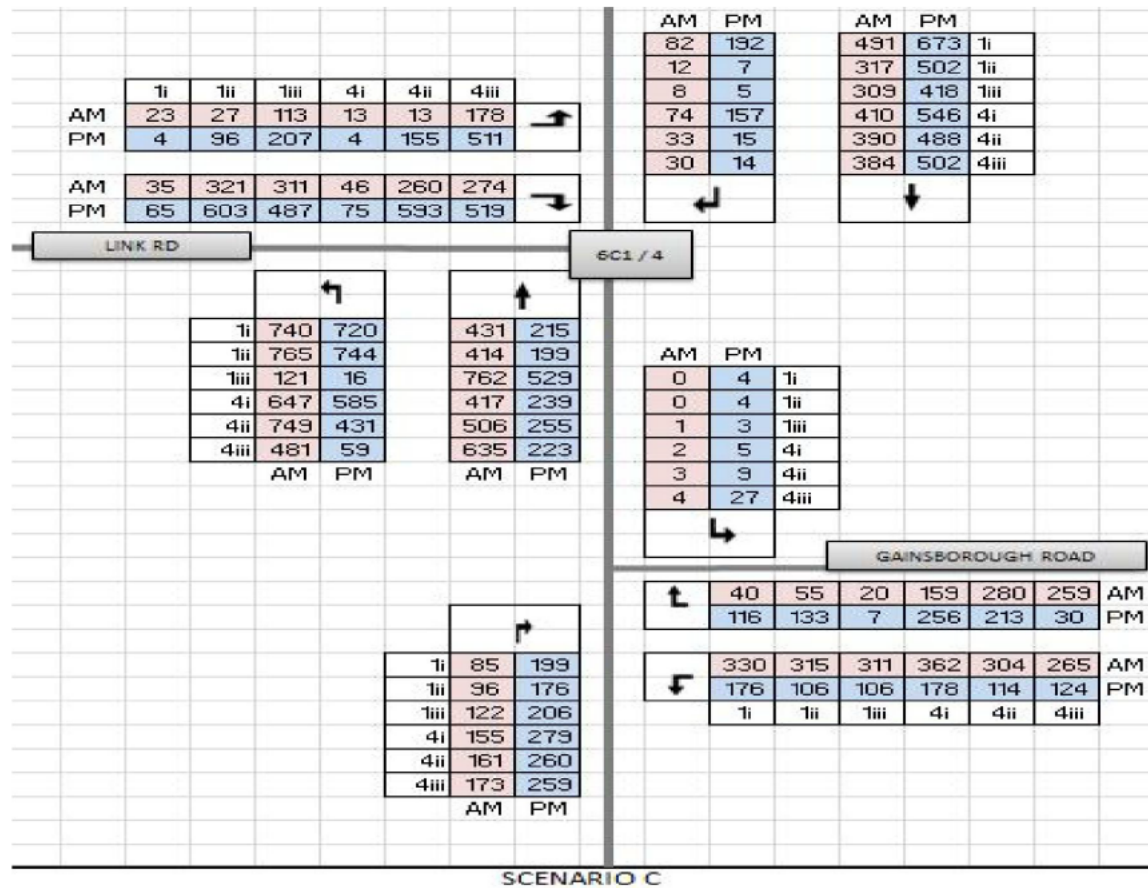 AM PM AM PM
82 192 491 673 1i
12 7 317 502 1ii
8 5 309 418 1iii
1i 1ii 1iii 4i 4ii 4iii
AM 23 27 113 13 13 178 74 157 410 546 4i
PM 4 96 207 4 155 511 33 15 390 488 4ii
30 14 384 502 4iii
AM 35 321 311 46 260 274
PM 65 603 487 75 593 519
LINK RD
6C1 / 4
1i 740 720 431 215
1ii 765 744 414 199
1iii 121 16 762 529
4i 647 585 417 239
4ii 749 431 506 255
4iii 481 59 635 223
AM PM AM PM
AM PM
0 4 1i
0 4 1ii
1 3 1iii
2 5 4i
3 9 4ii
4 27 4iii
GAINSBOROUGH ROAD
40 55 20 159 280 259 AM
116 133 7 256 213 30 PM
330 315 311 362 304 265 AM
176 106 106 178 114 124 PM
1i 1ii 1iii 4i 4ii 4iii
1i 85 199
1ii 96 176
1iii 122 206
4i 155 279
4ii 161 260
4iii 173 259
AM PM
SCENARIO C